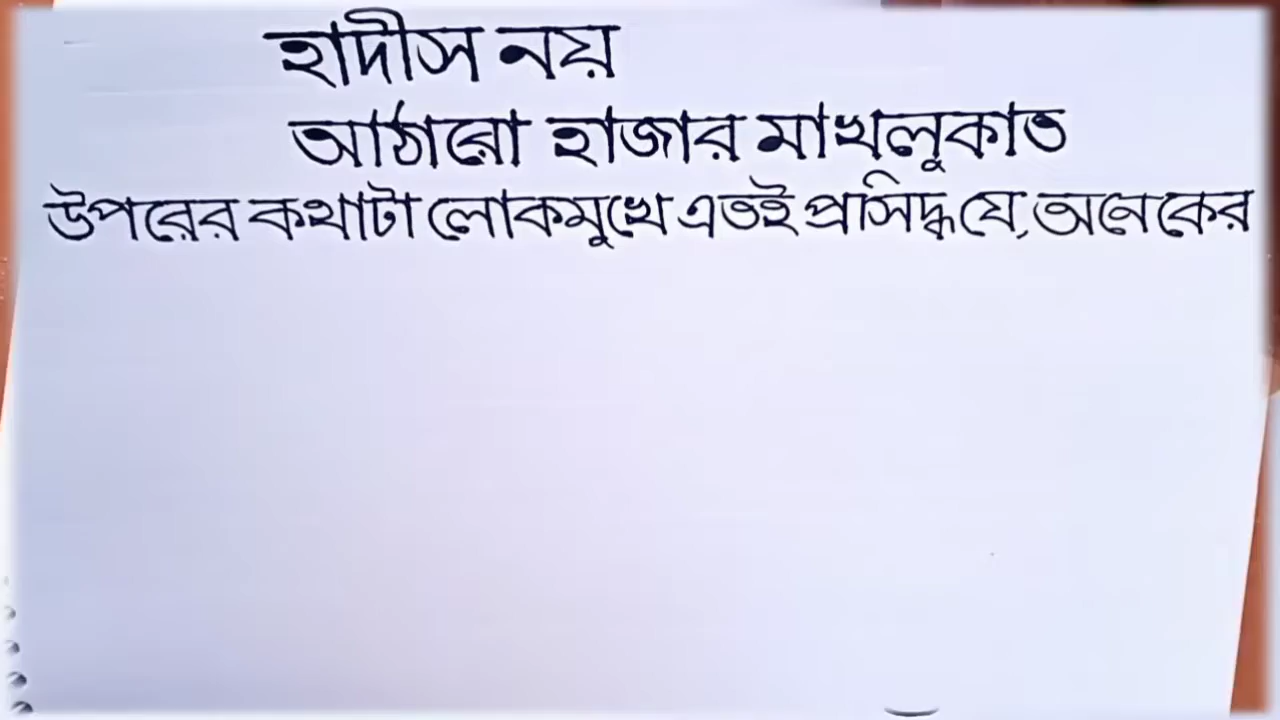 হাদীস নয়
আঠারো হাজার মাখলুকাত
উপরের কথাটা লোকমুখে এতই প্রসিদ্ধ যে, অনেকের